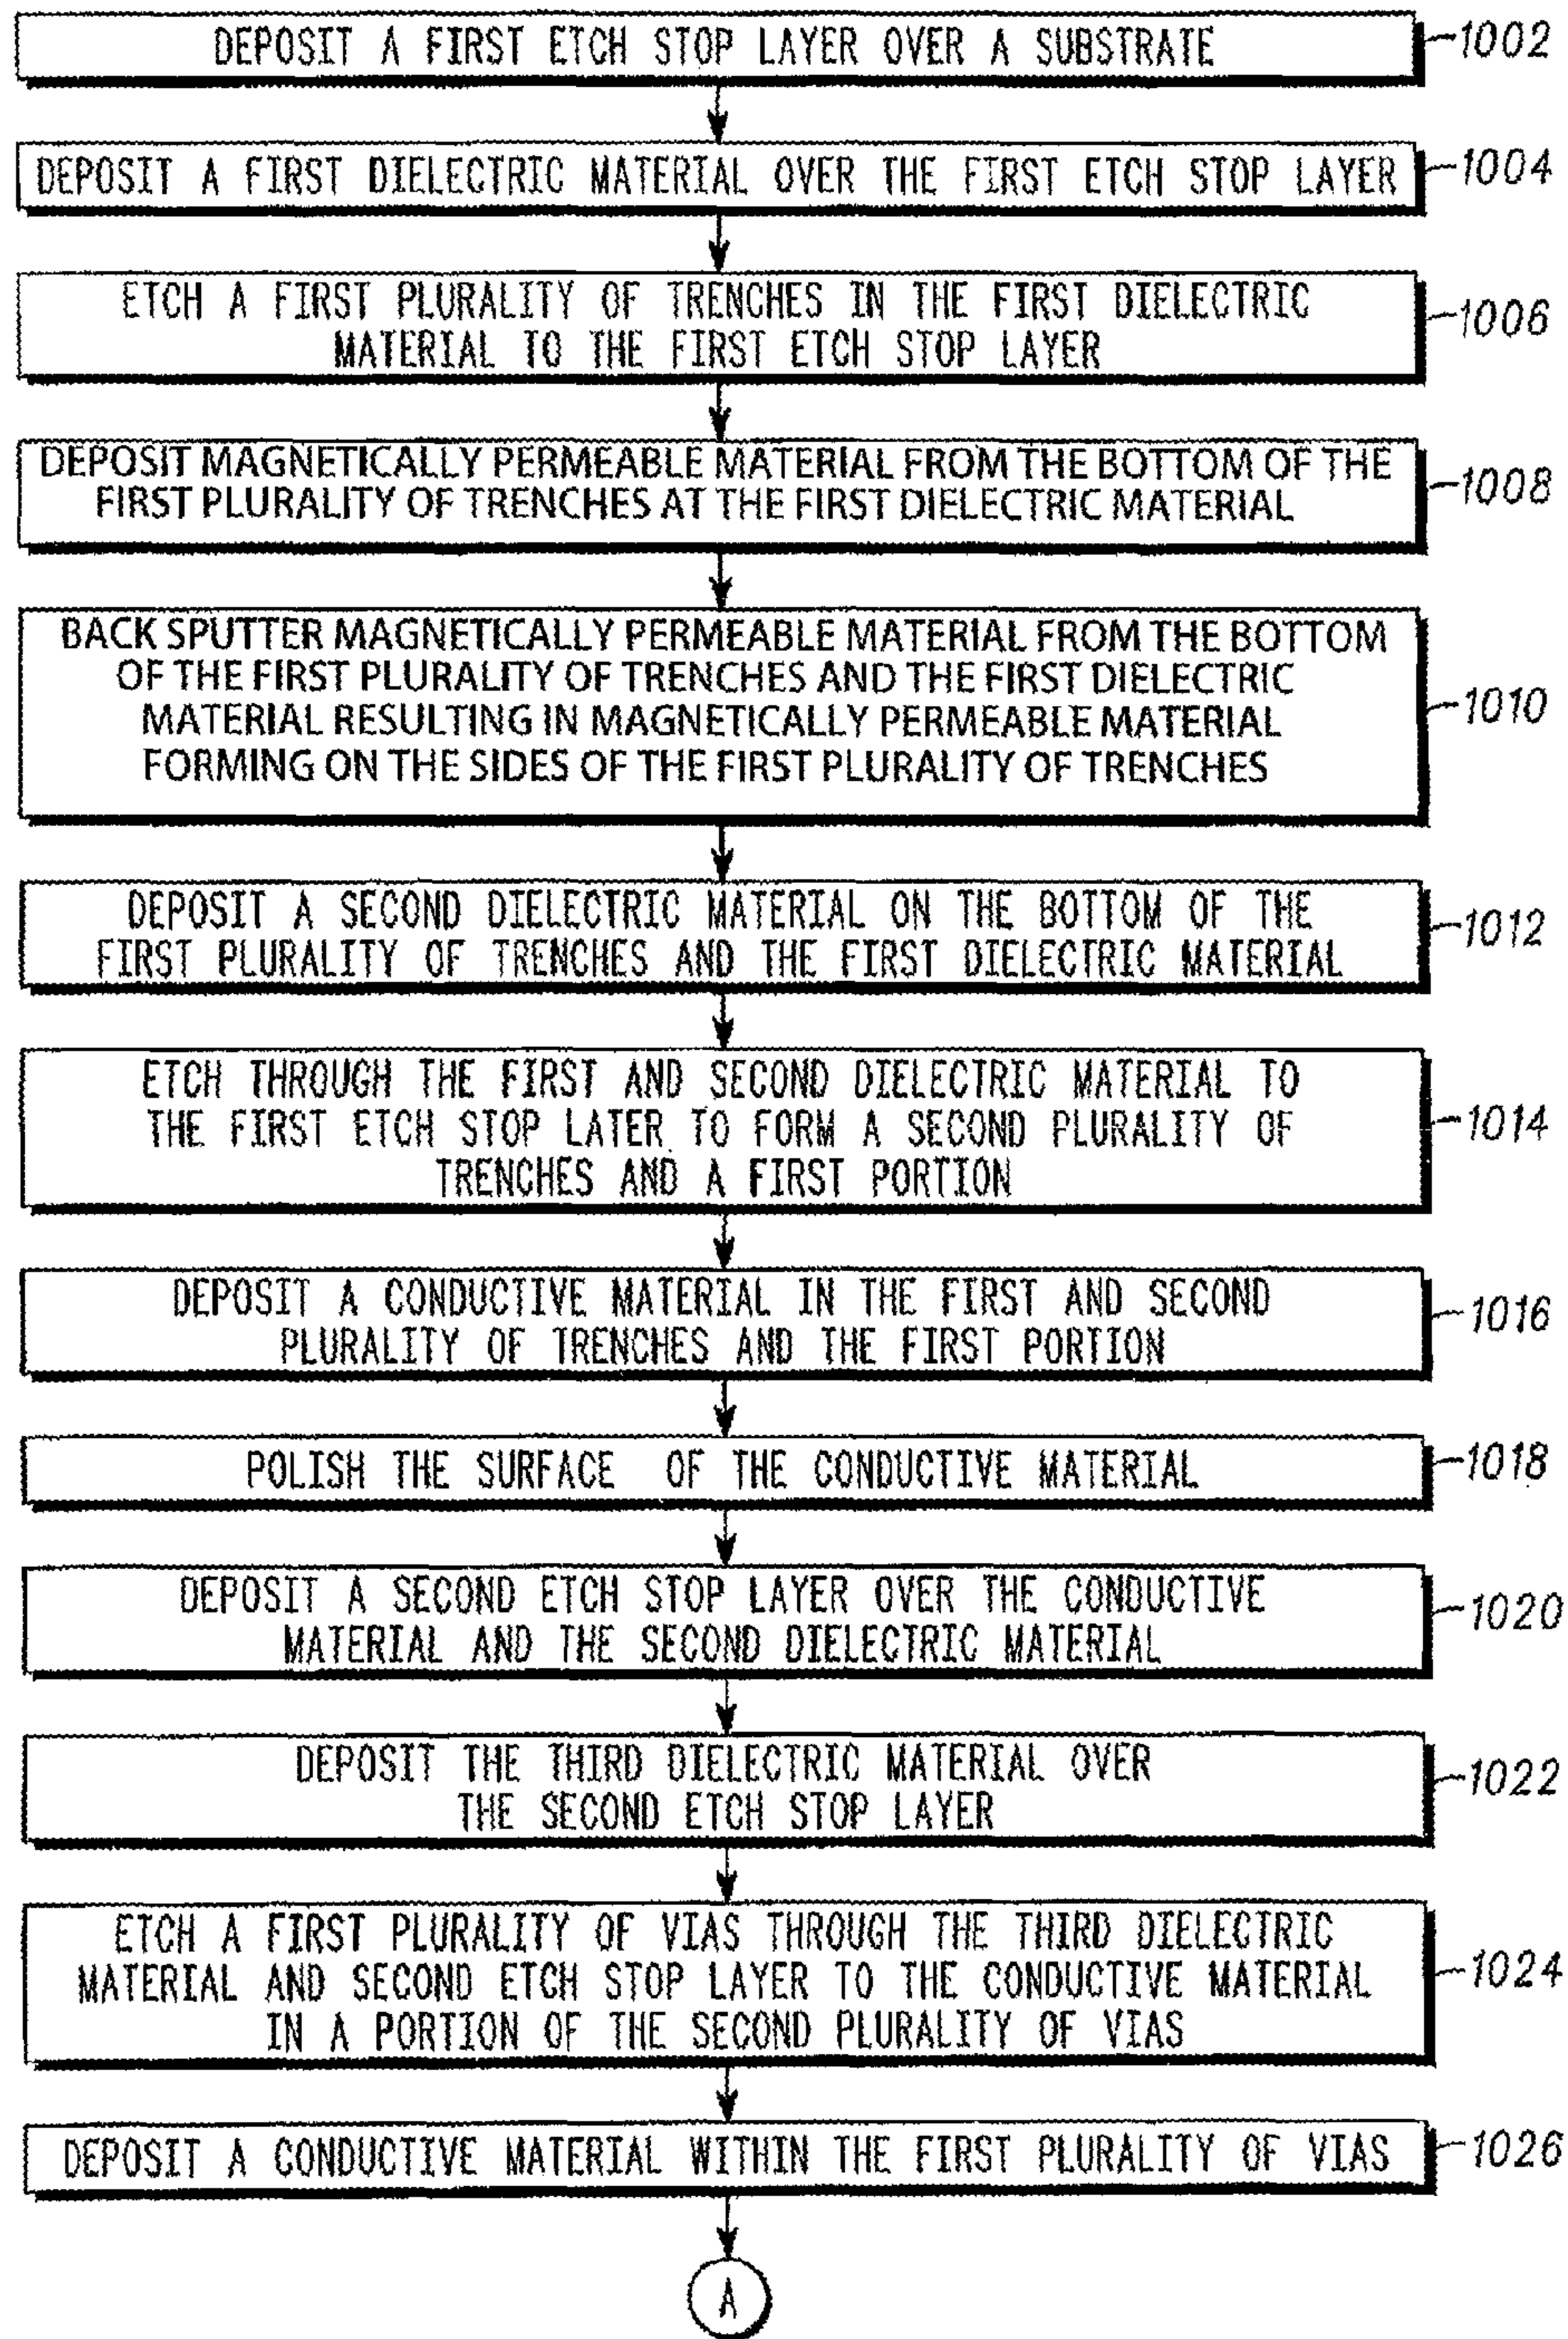 DEPOSIT A FIRST ETCH STOP LAYER OVER A SUBSTRATE
1002
DEPOSIT A FIRST DIELECTRIC MATERIAL OVER THE FIRST ETCH STOP LAYER
1004
ETCH A FIRST PLURALITY OF TRENCHES IN THE FIRST DIELECTRIC
MATERIAL TO THE FIRST ETCH STOP LAYER
1006
DEPOSIT MAGNETICALLY PERMEABLE MATERIAL FROM THE BOTTOM OF THE
FIRST PLURALITY OF TRENCHES AT THE FIRST DIELECTRIC MATERIAL
1008
BACK SPUTTER MAGNETICALLY PERMEABLE MATERIAL FROM THE BOTTOM
OF THE FIRST PLURALITY OF TRENCHES AND THE FIRST DIELECTRIC
MATERIAL RESULTING IN MAGNETICALLY PERMEABLE MATERIAL
FORMING ON THE SIDES OF THE FIRST PLURALITY OF TRENCHES
1010
DEPOSIT A SECOND DIELECTRIC MATERIAL ON THE BOTTOM OF THE
FIRST PLURALITY OF TRENCHES AND THE FIRST DIELECTRIC MATERIAL
1012
ETCH THROUGH THE FIRST AND SECOND DIELECTRIC MATERIAL TO
THE FIRST ETCH STOP LATER TO FORM A SECOND PLURALITY OF
TRENCHES AND A FIRST PORTION
1014
DEPOSIT A CONDUCTIVE MATERIAL IN THE FIRST AND SECOND
PLURALITY OF TRENCHES AND THE FIRST PORTION
1016
POLISH THE SURFACE OF THE CONDUCTIVE MATERIAL
1018
DEPOSIT A SECOND ETCH STOP LAYER OVER THE CONDUCTIVE
MATERIAL AND THE SECOND DIELECTRIC MATERIAL
1020
DEPOSIT THE THIRD DIELECTRIC MATERIAL OVER
THE SECOND ETCH STOP LAYER
1022
ETCH A FIRST PLURALITY OF VIAS THROUGH THE THIRD DIELECTRIC
MATERIAL AND SECOND ETCH STOP LAYER TO THE CONDUCTIVE MATERIAL
IN A PORTION OF THE SECOND PLURALITY OF VIAS
1024
DEPOSIT A CONDUCTIVE MATERIAL WITHIN THE FIRST PLURALITY OF VIAS
1026
A